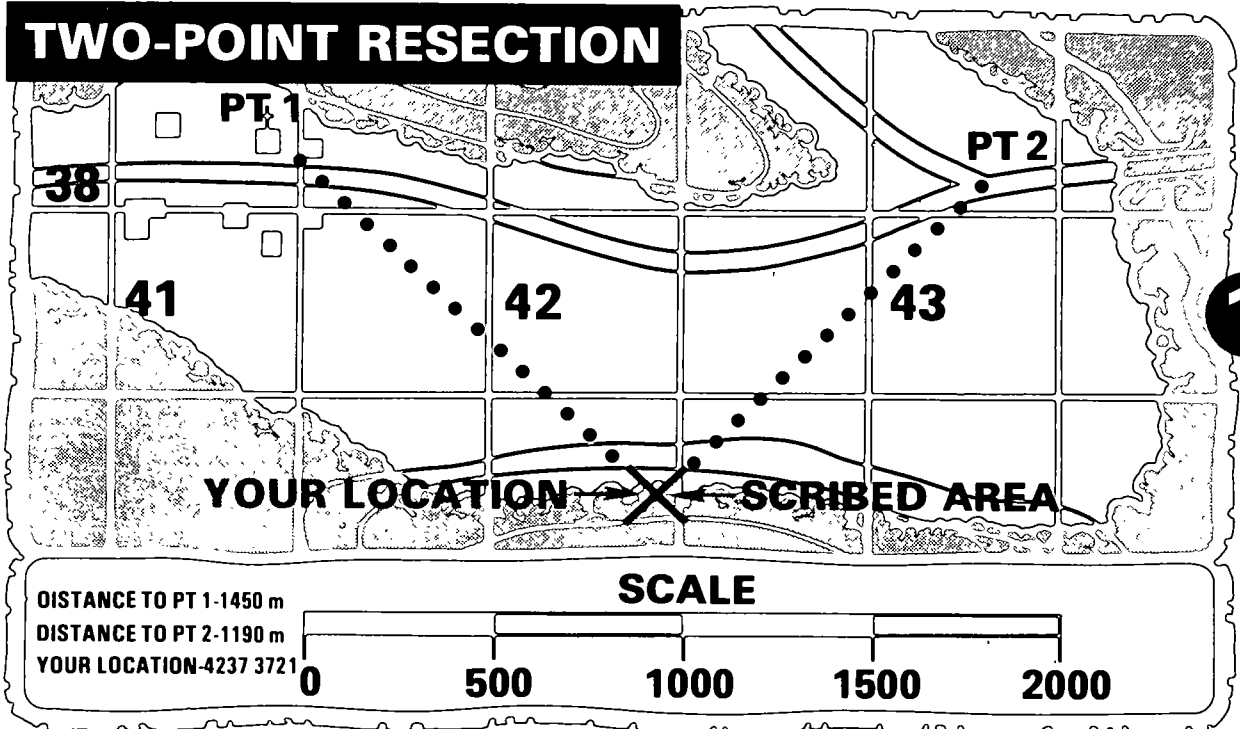 TWO-POINT RESECTION
PT 1
PT 2
38
41
42
43
YOUR LOCATION
SCRIBED AREA
SCALE
OISTANCE TO PT 1-1450 m
DISTANCE TO PT 2-1190 m
YOUR LOCATION-4237 3721
0 500 1000 1500 2000